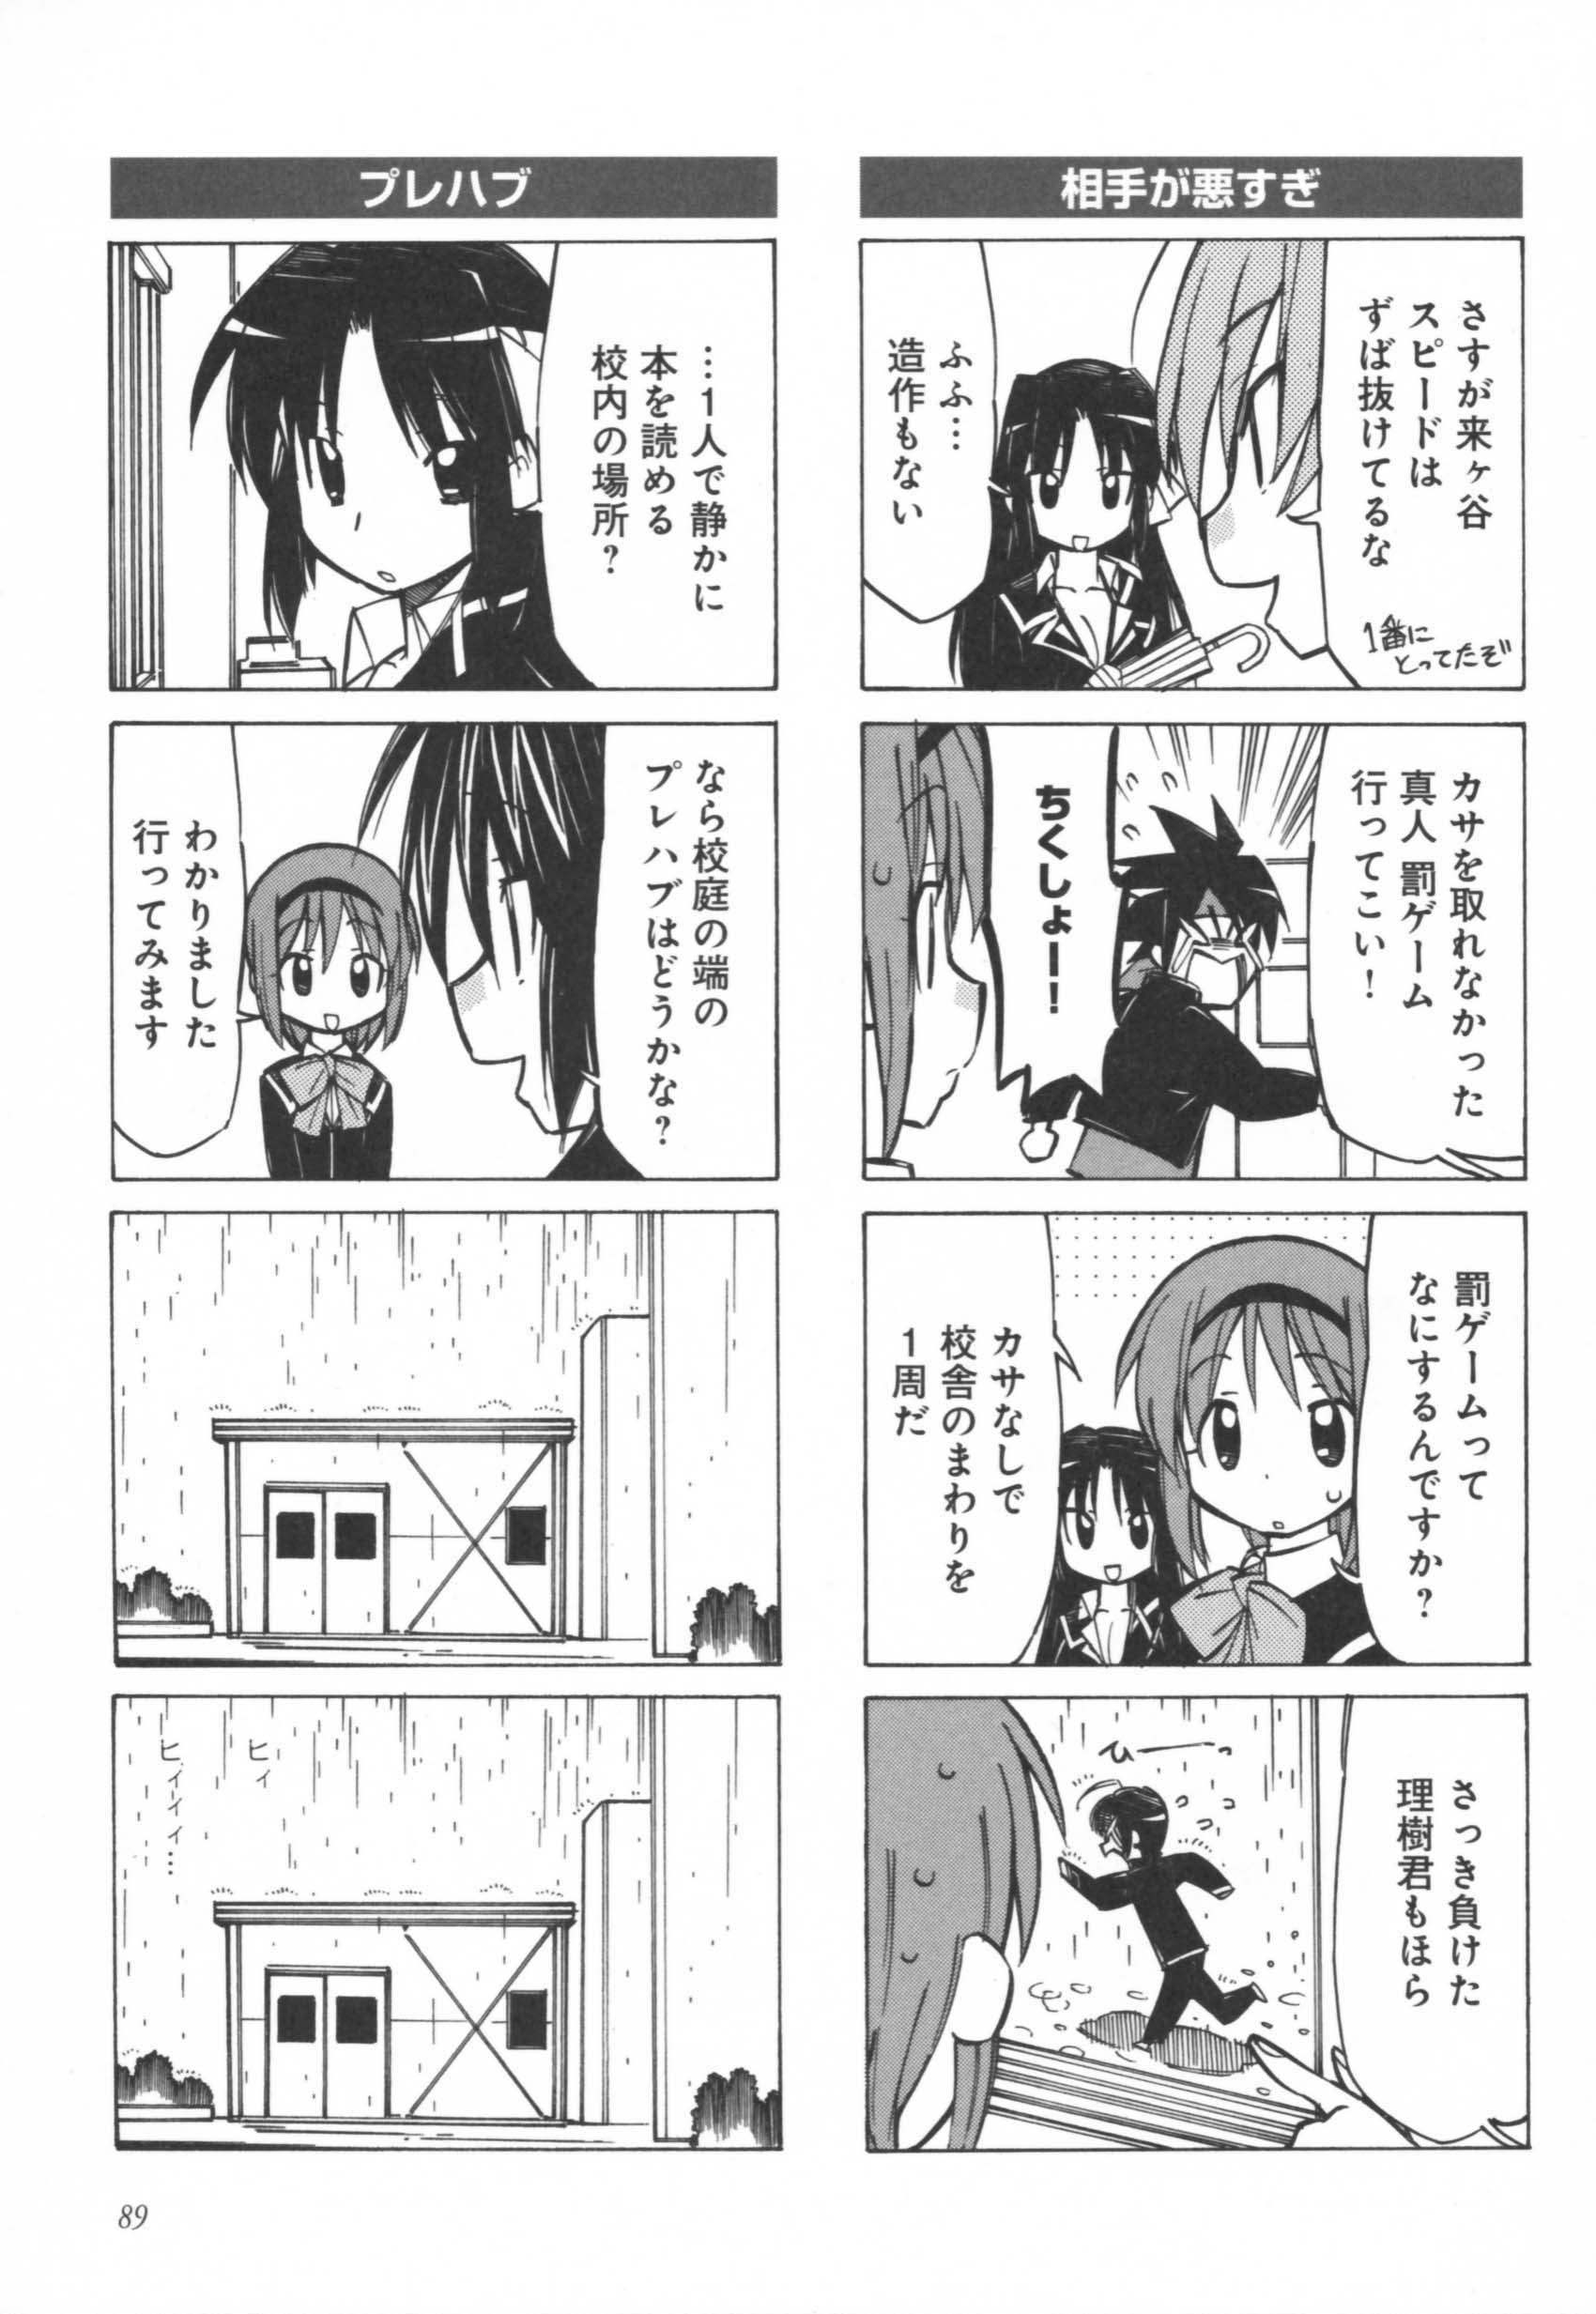 相手が悪すぎ
さすが来ヶ谷
スピードは
ずば抜けてるな
1番に
とってたぞ
ふふ…
造作もない
カサを取れなかった
真人 罰ゲーム
行ってこい!
ちくしょーー!
罰ゲームって
なにするんですか?
カサなしで
校舎のまわりを
1周だ
さっき負けた
理樹君もほら
ひーーっ
プレハブ
…1人で静かに
本を読める
校内の場所?
なら校庭の端の
プレハブはどうかな?
わかりました
行ってみます
ヒィ
ヒィィィ…
89